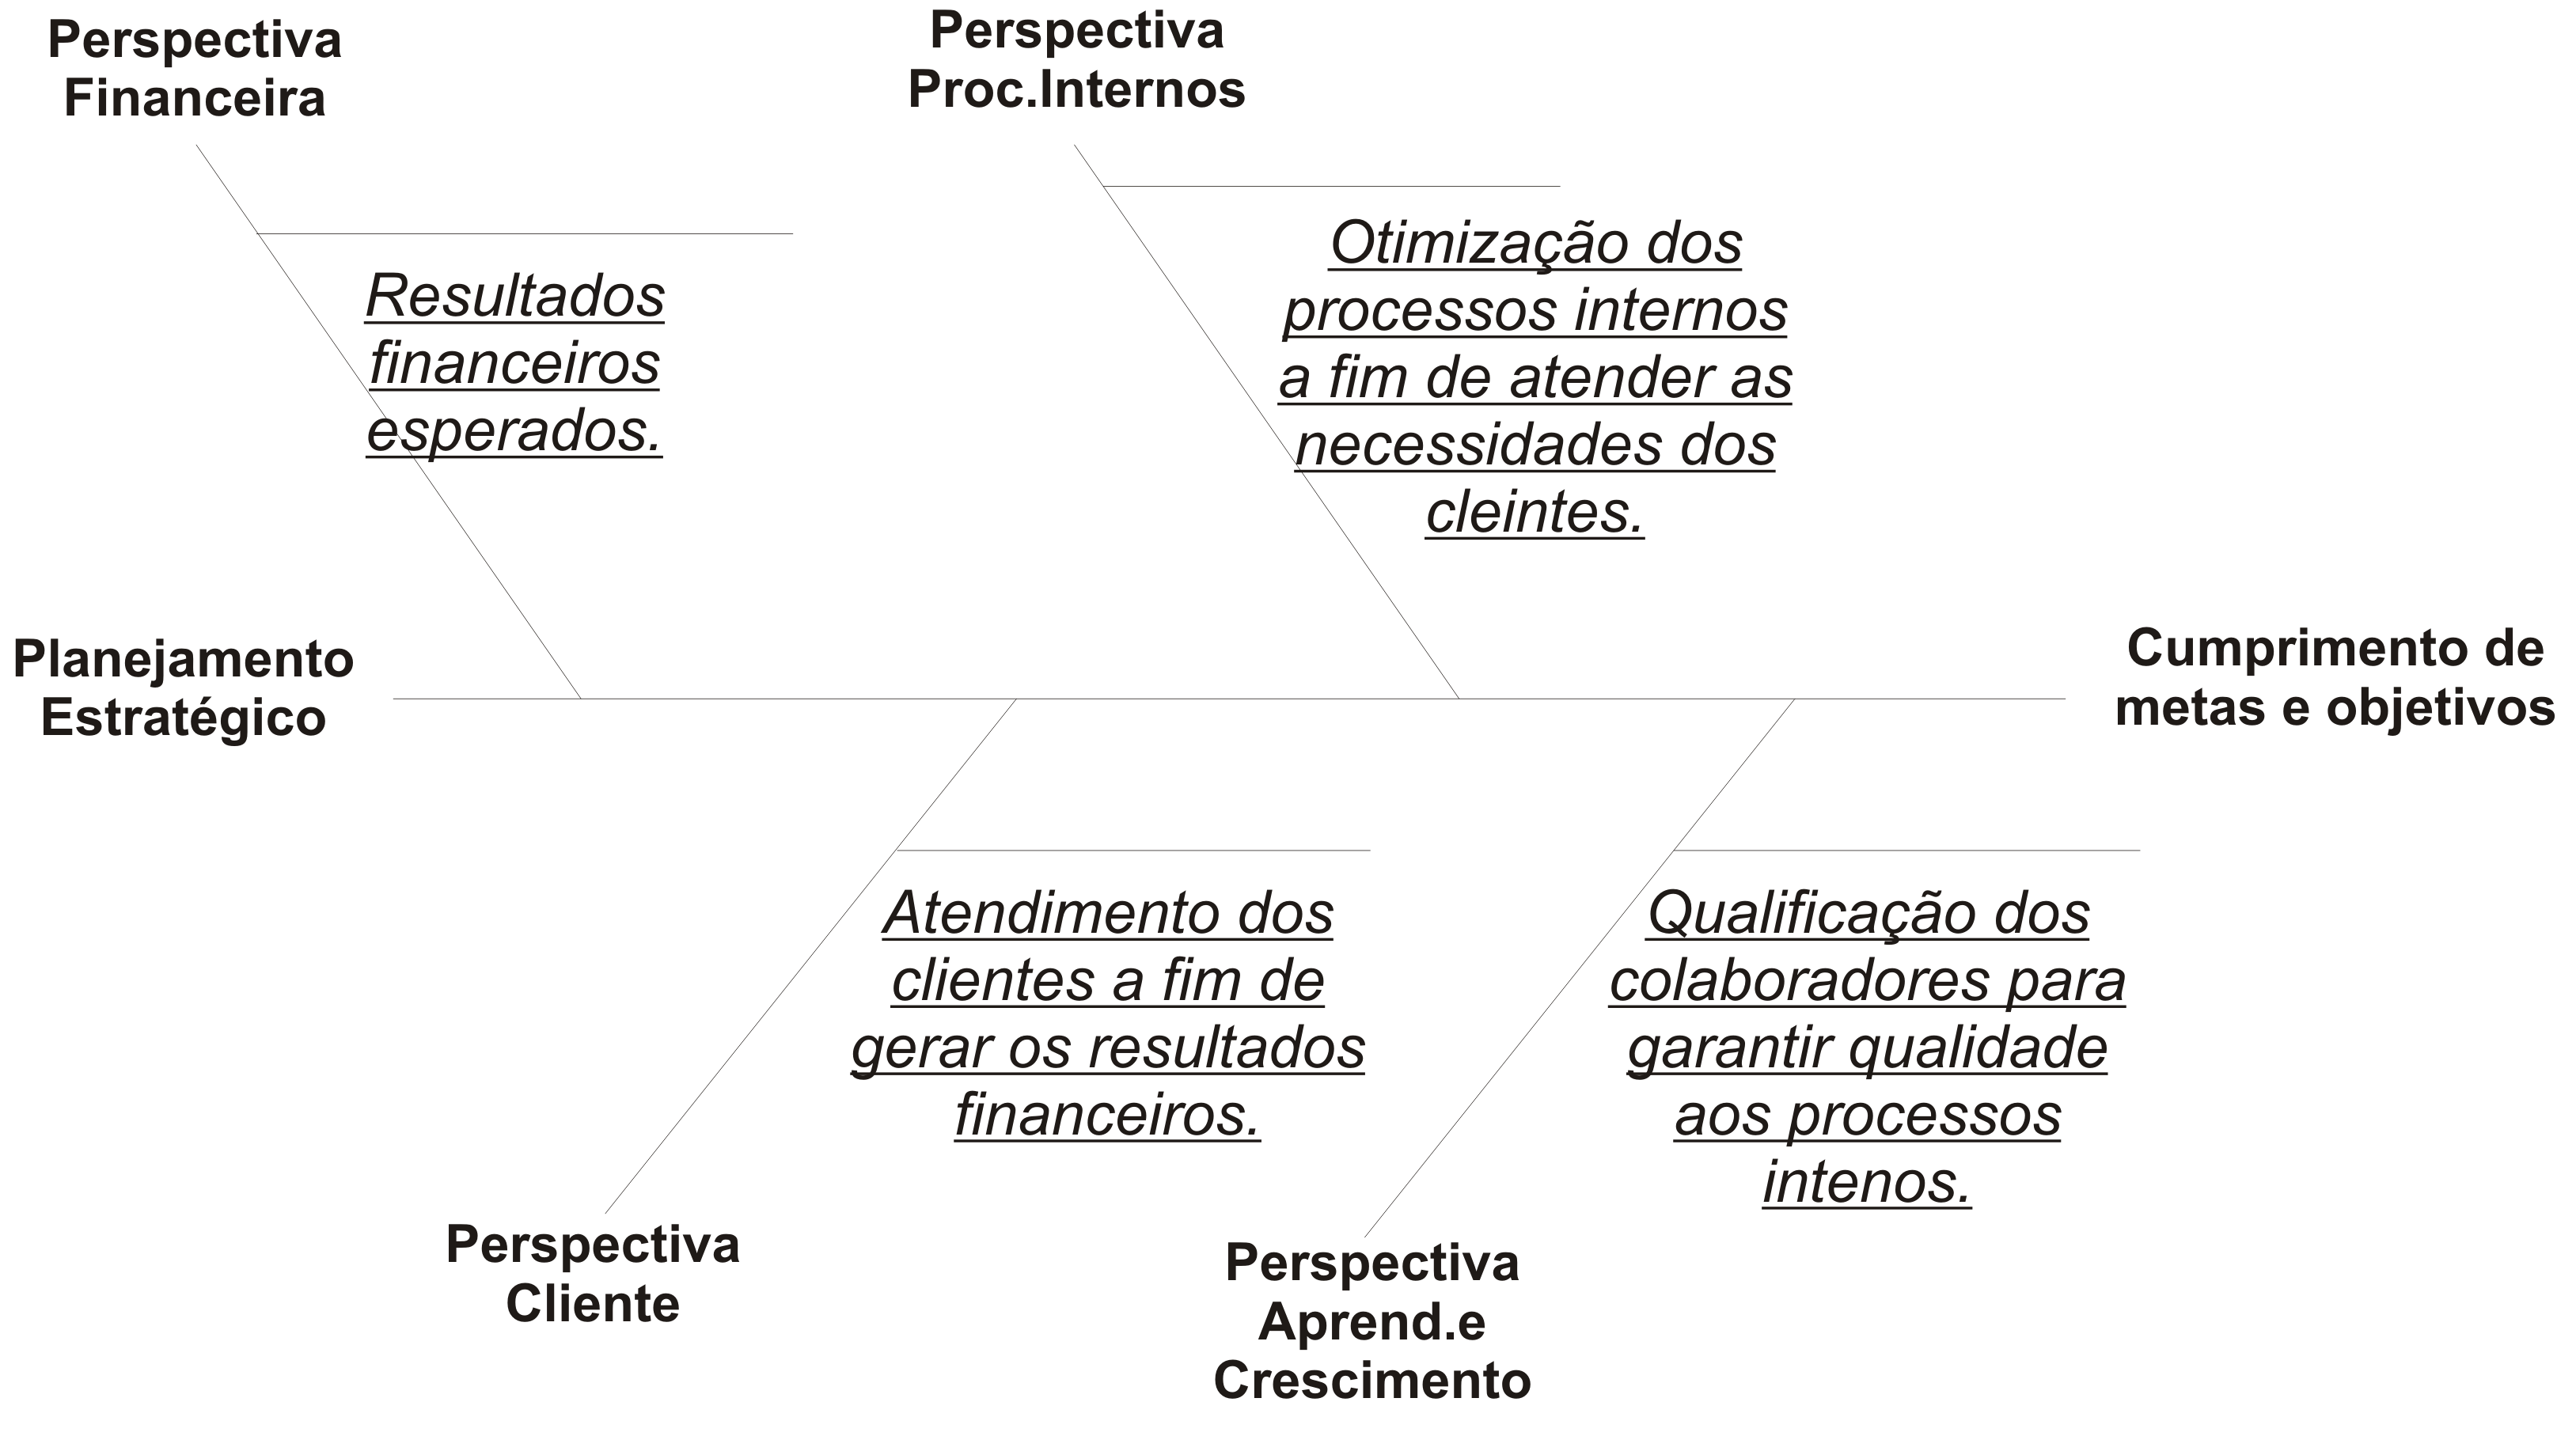 Perspectiva
Financeira
Perspectiva
Proc.Internos
Resultados
financeiros
esperados.
Otimização dos
processos internos
a fim de atender as
necessidades dos
cleintes.
Planejamento
Estratégico
Cumprimento de
metas e objetivos
Atendimento dos
clientes a fim de
gerar os resultados
financeiros.
Qualificação dos
colaboradores para
garantir qualidade
aos processos
intenos.
Perspectiva
Cliente
Perspectiva
Aprend.e
Crescimento